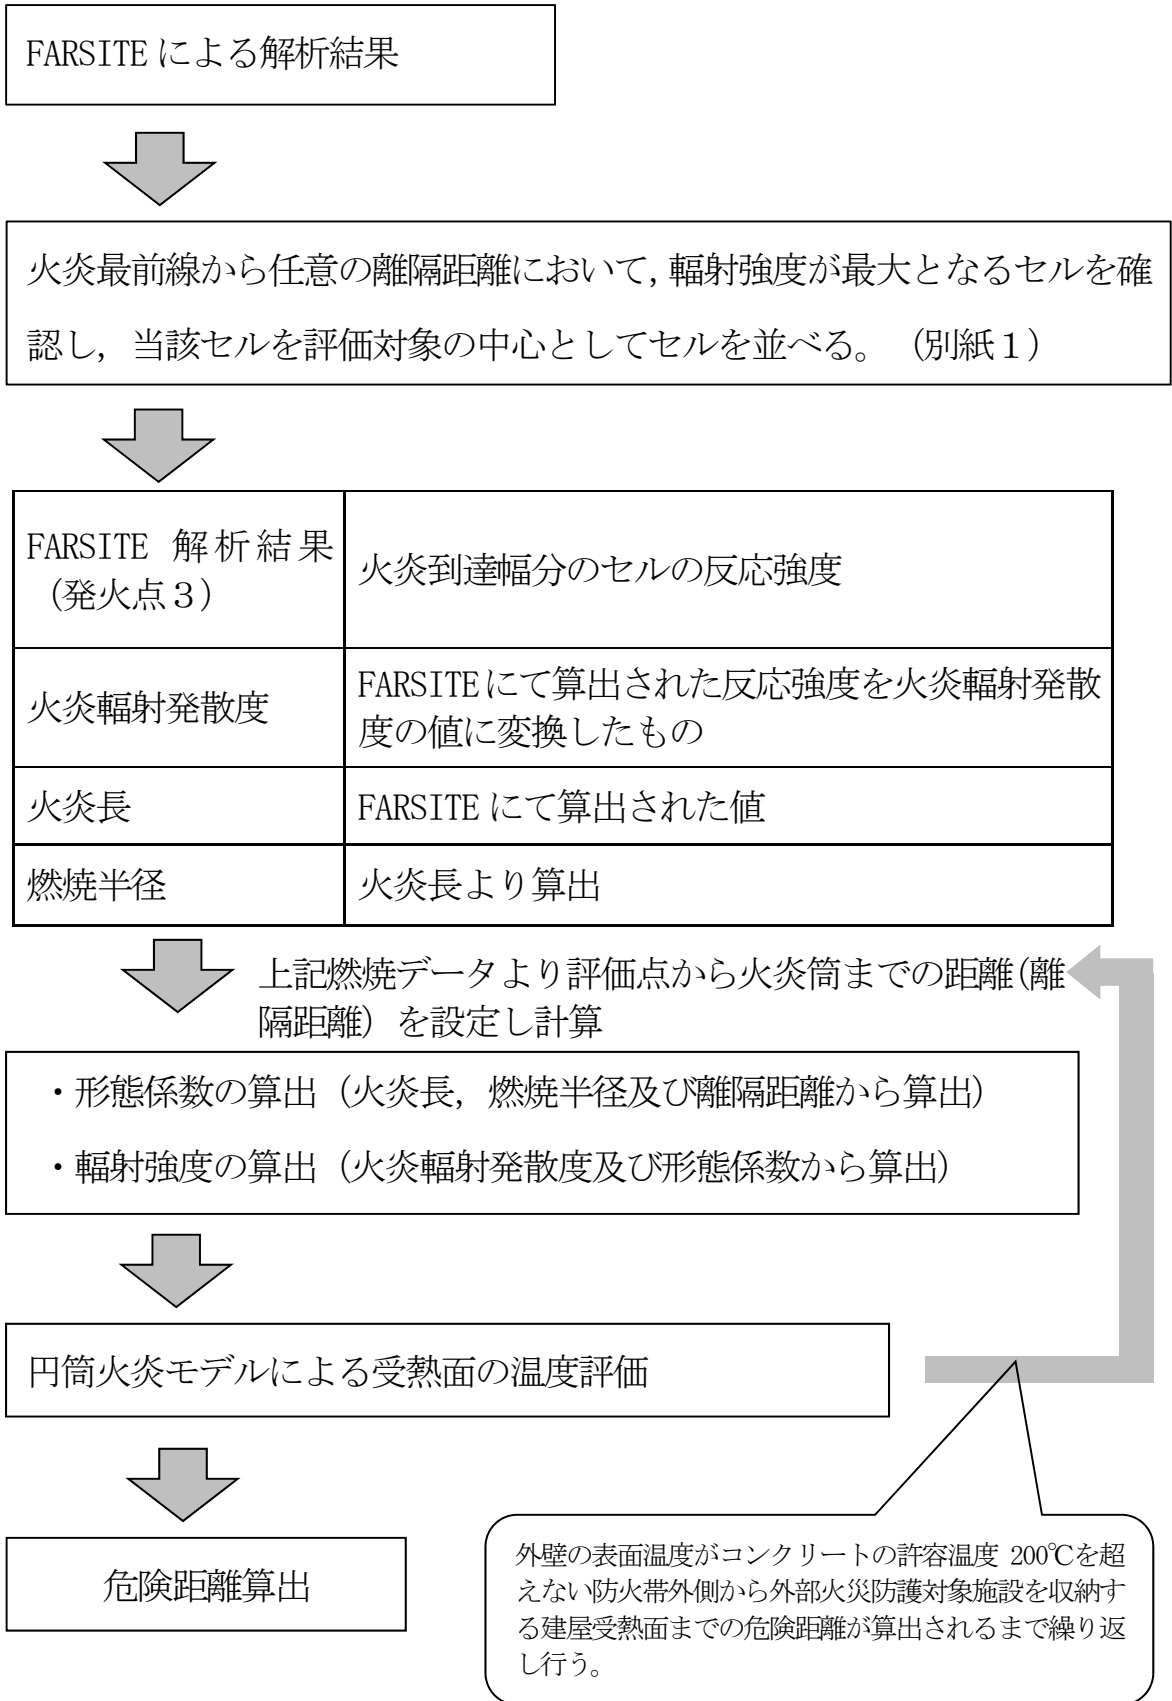 FARSITE による解析結果
火炎最前線から任意の離隔距離において,輻射強度が最大となるセルを確
認し，当該セルを評価対象の中心としてセルを並べる。（別紙１）
FARSITE 解析結果
（発火点３）
火炎到達幅分のセルの反応強度
火炎輻射発散度
FARSITEにて算出された反応強度を火炎輻射発散
度の値に変換したもの
火炎長
FARSITE にて算出された値
燃焼半径
火炎長より算出
上記燃焼データより評価点から火炎筒までの距離(離
隔距離）を設定し計算
・形態係数の算出（火炎長，燃焼半径及び離隔距離から算出）
・輻射強度の算出（火炎輻射発散度及び形態係数から算出）
円筒火炎モデルによる受熱面の温度評価
危険距離算出
外壁の表面温度がコンクリートの許容温度 200℃を超
えない防火帯外側から外部火災防護対象施設を収納す
る建屋受熱面までの危険距離が算出されるまで繰り返
し行う。